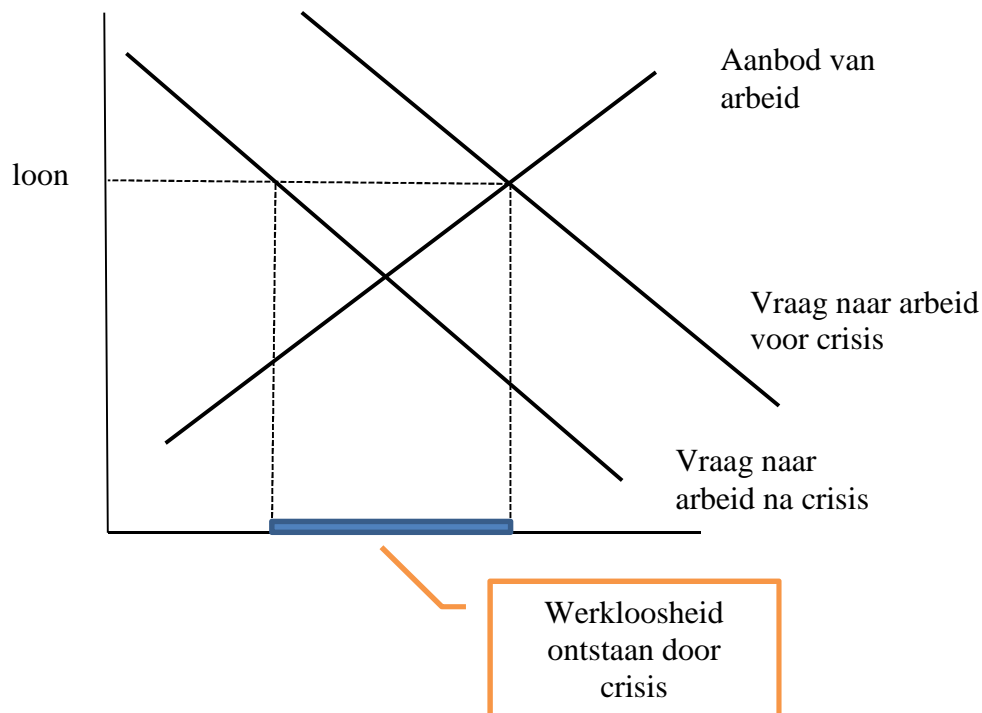 Aanbod van
arbeid
loon
Vraag naar arbeid
voor crisis
Vraag naar
arbeid na crisis
Werkloosheid
ontstaan door
crisis